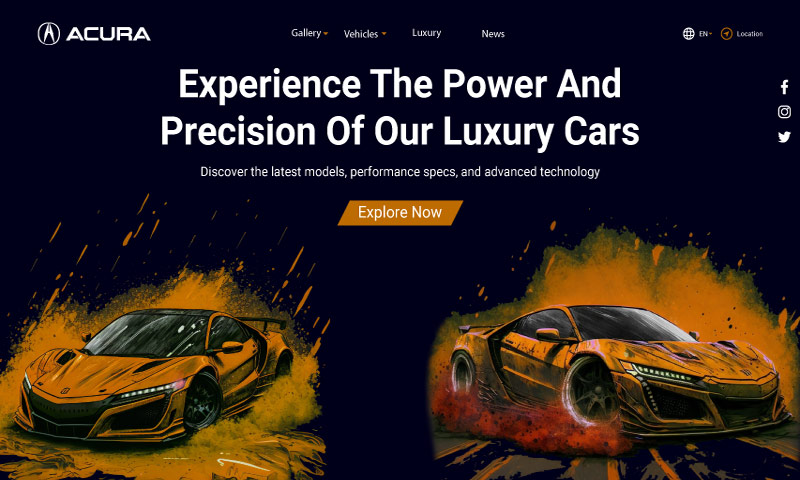 ACURA
Gallery
Vehicles
Luxury
News
EN
Location
Experience The Power And
Precision Of Our Luxury Cars
Discover the latest models, performance specs, and advanced technology
Explore Now